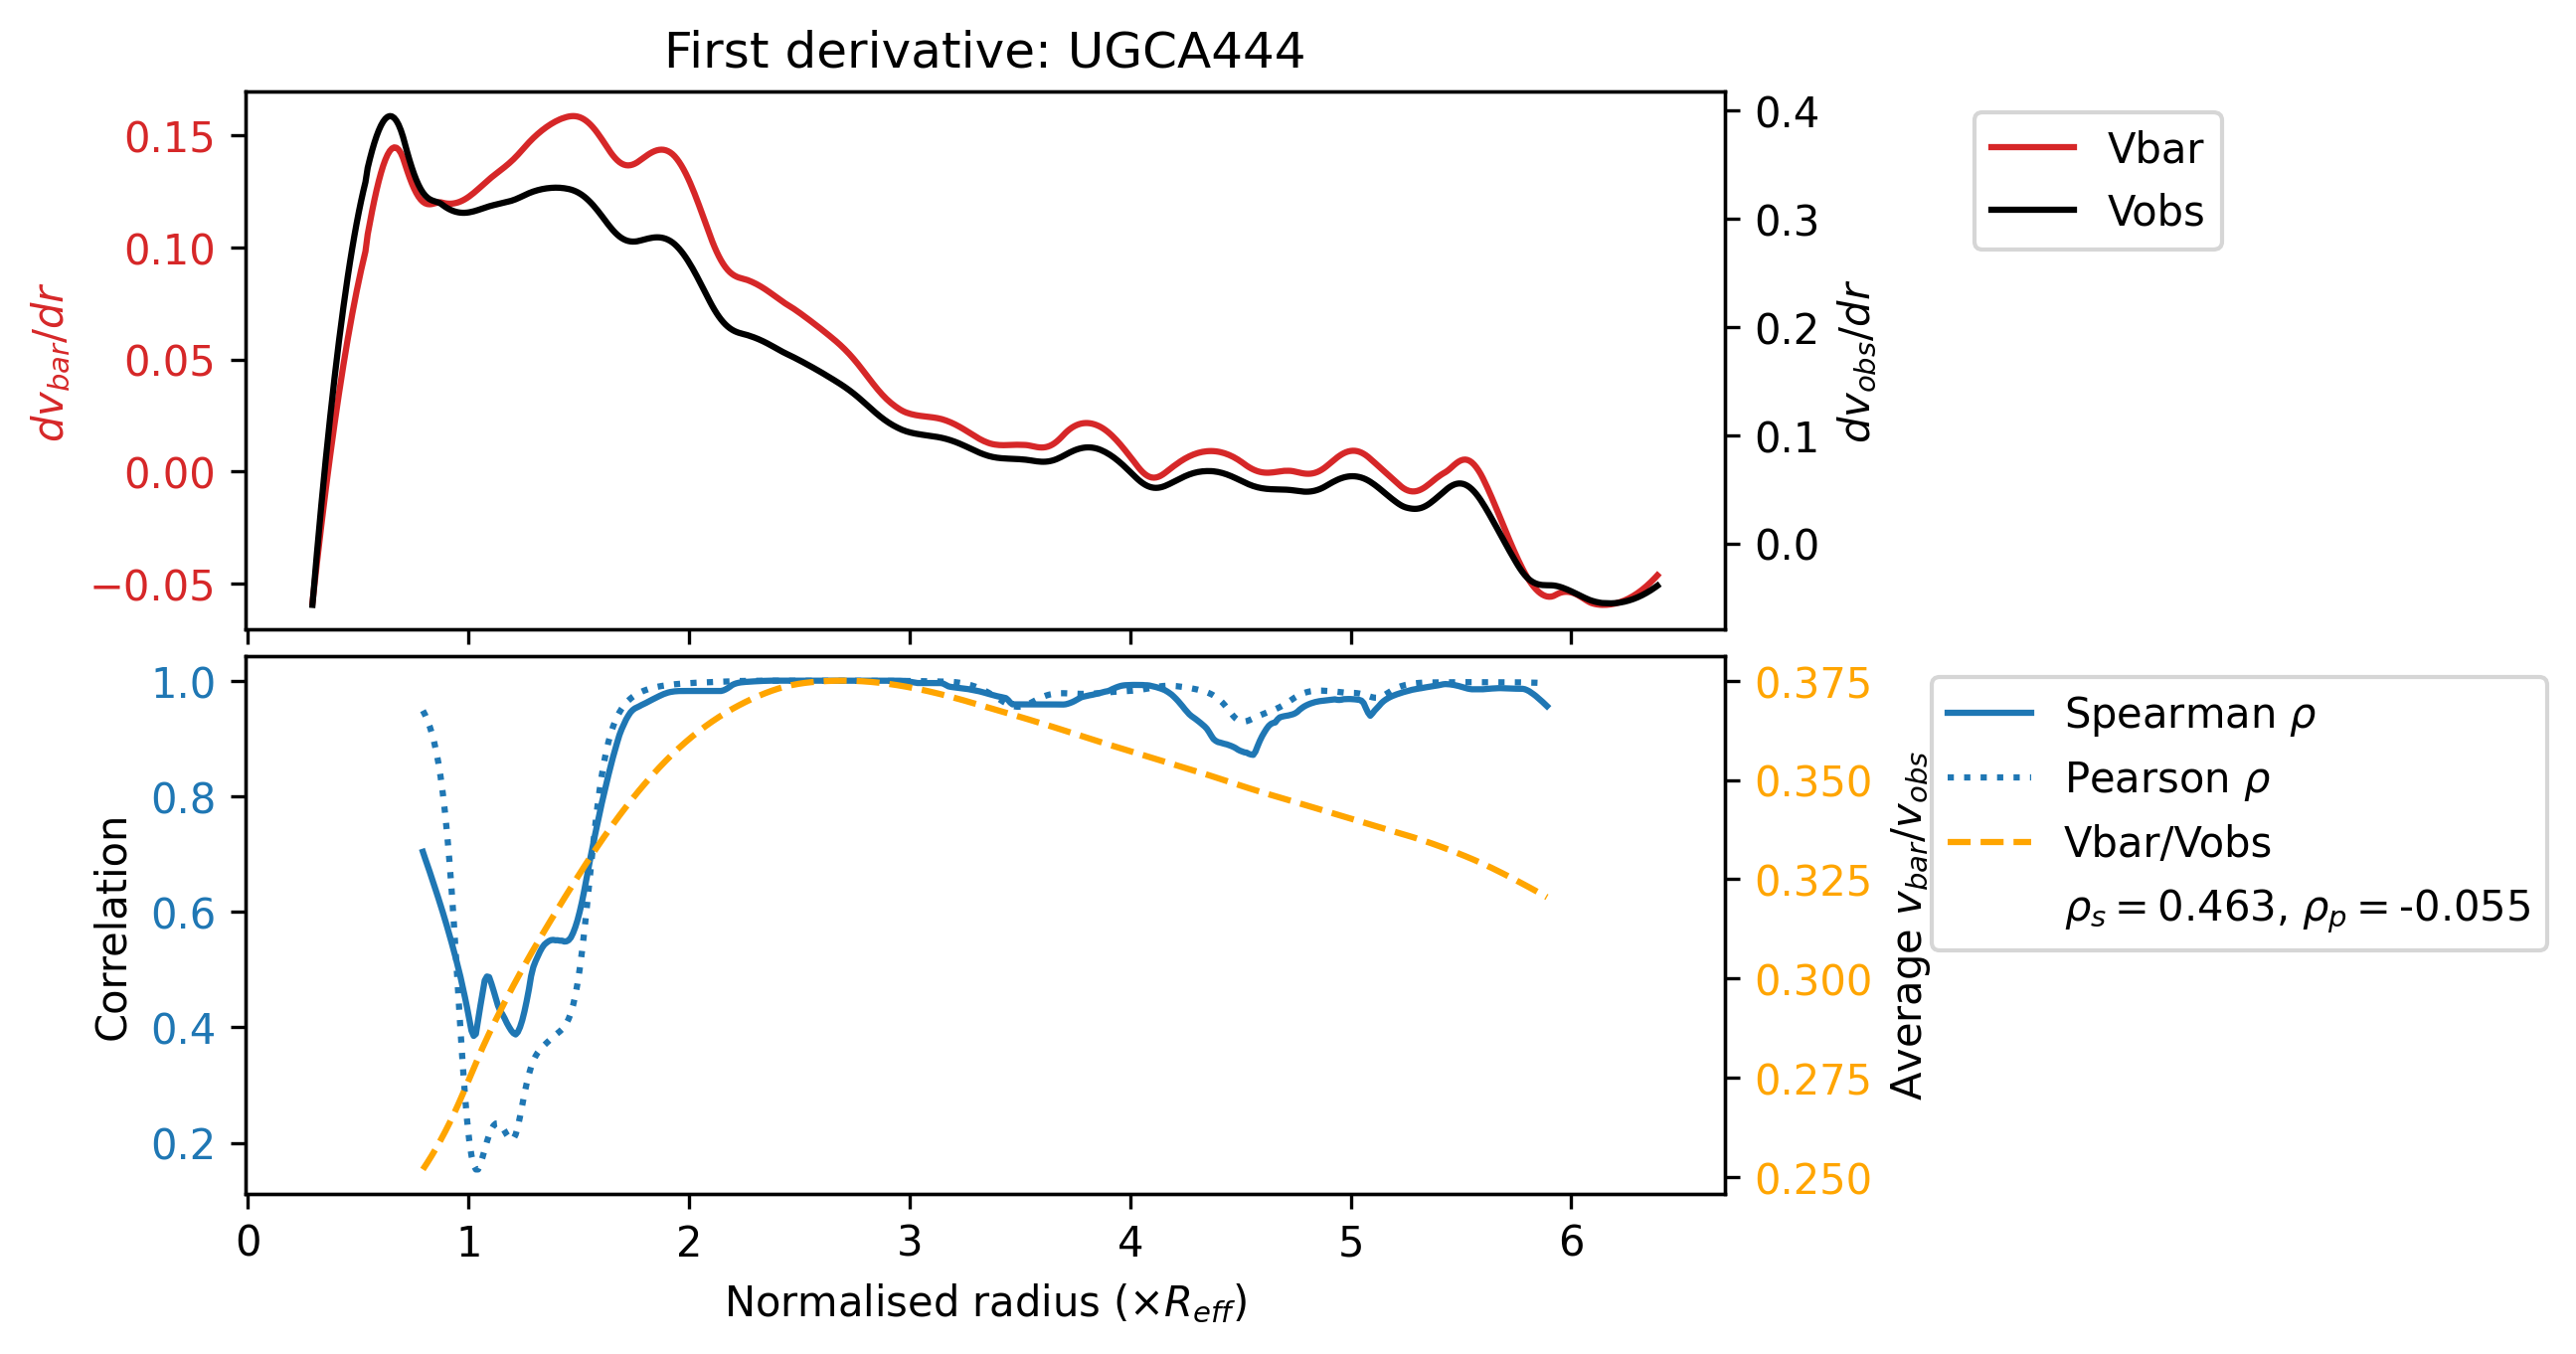 First derivative: UGCA444
0.15
0.10
0.05
0.00
−0.05
dv_bar/dr
0.4
0.3
0.2
0.1
0.0
dv_obs/dr
Vbar
Vobs
1.0
0.8
0.6
0.4
0.2
Correlation
0.375
0.350
0.325
0.300
0.275
0.250
Average v_bar/v_obs
Spearman ρ
Pearson ρ
Vbar/Vobs
ρ_s = 0.463, ρ_p = -0.055
0 1 2 3 4 5 6
Normalised radius (×R_eff)